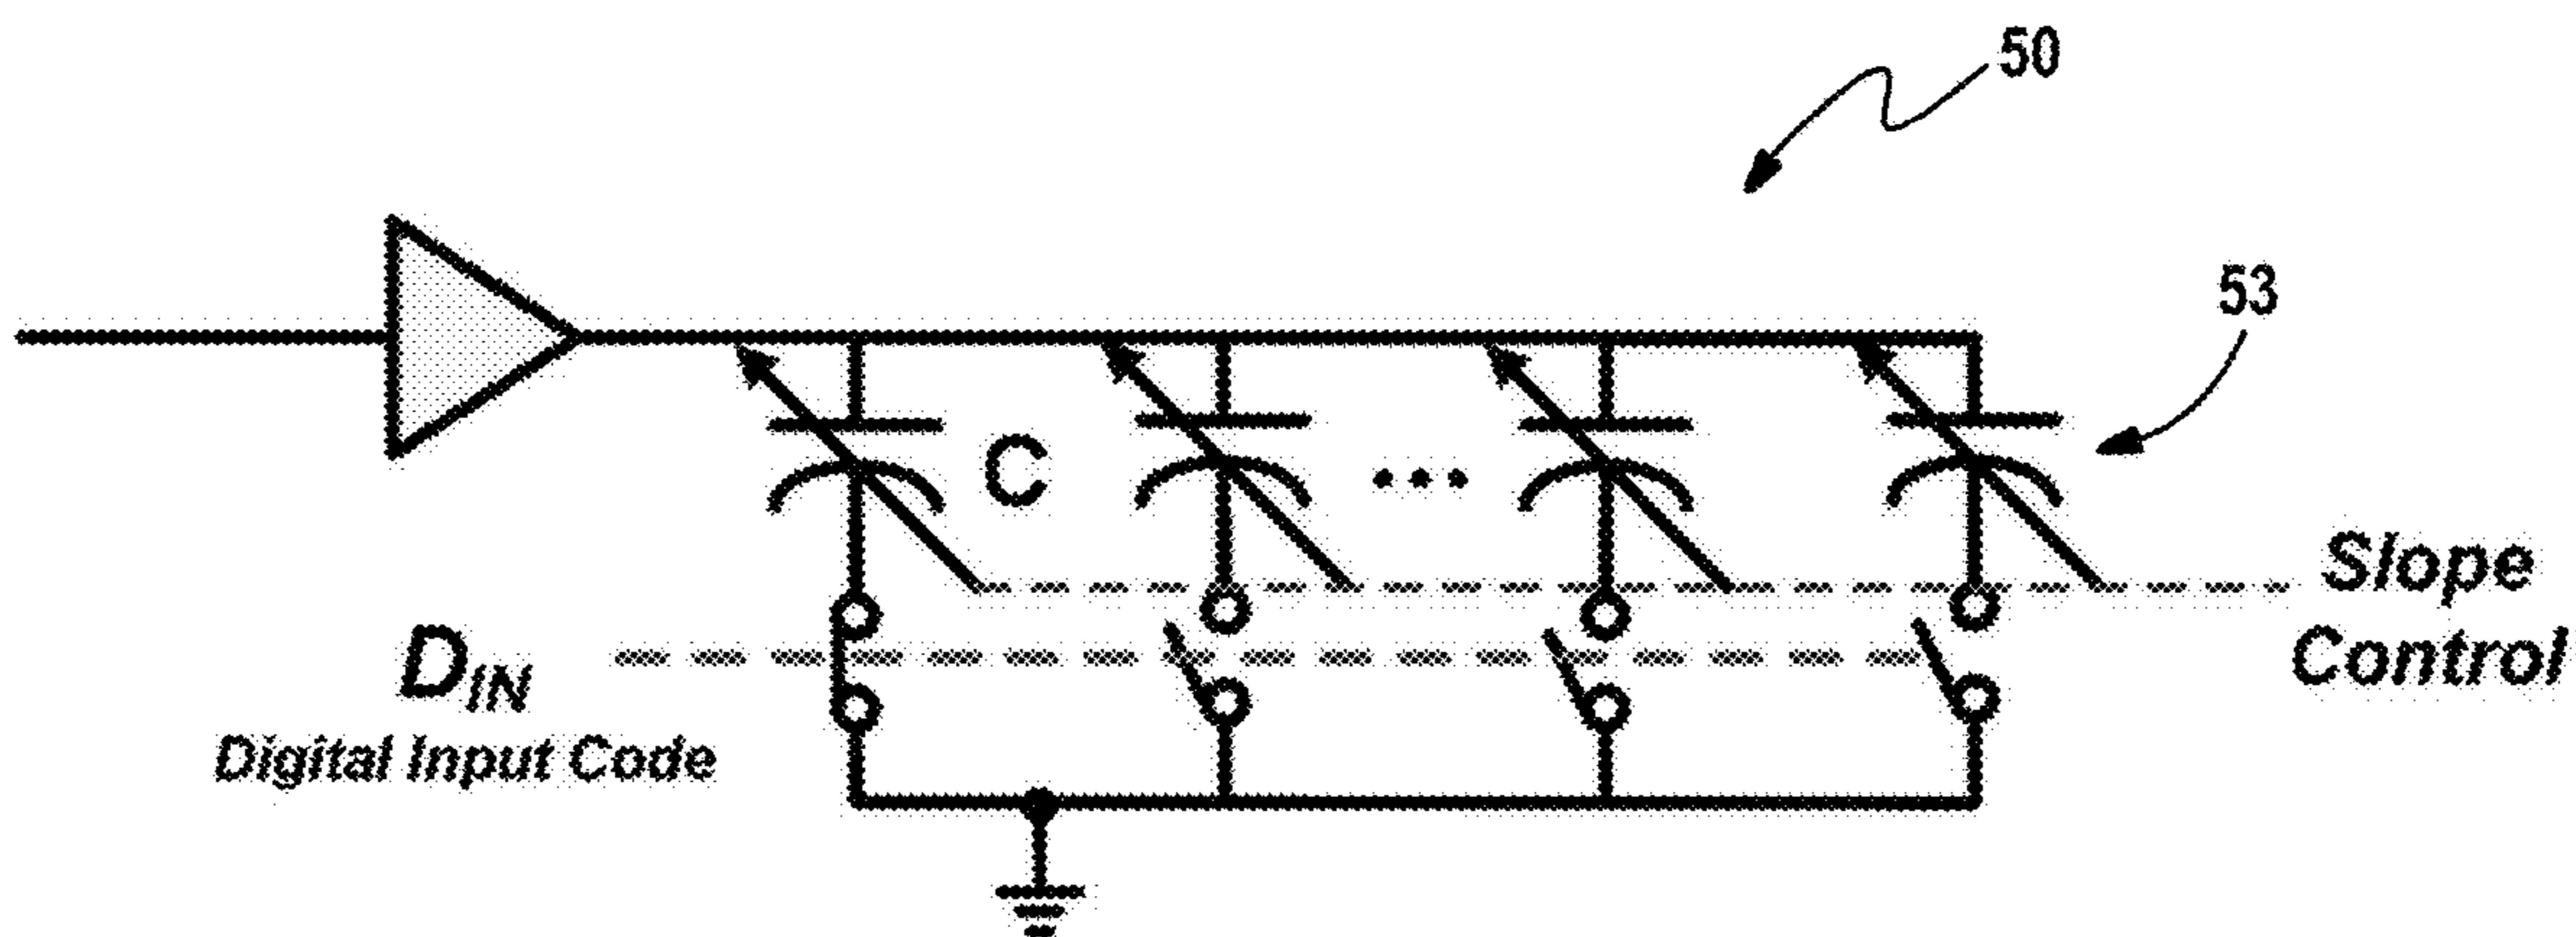 50
53
C
...
Slope
Control
DIN
Digital Input Code